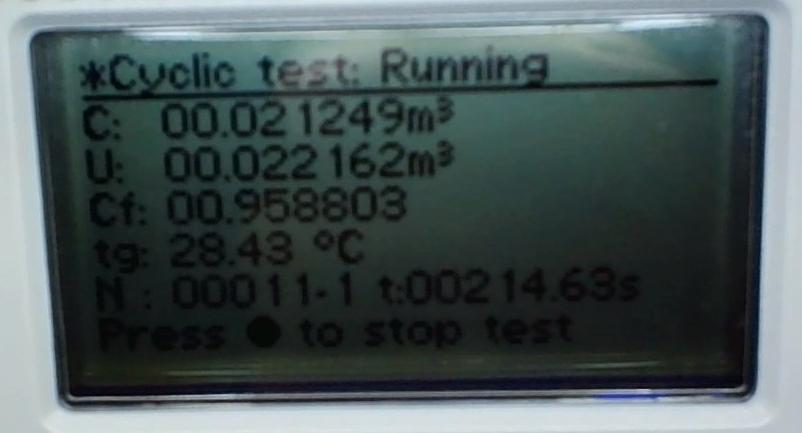 *Cyclic test: Running
C: 00.021249m³
U: 00.022162m³
Cf: 00.958803
tg: 28.43 °C
N : 00011-1 t:00214.63s
Press ● to stop test